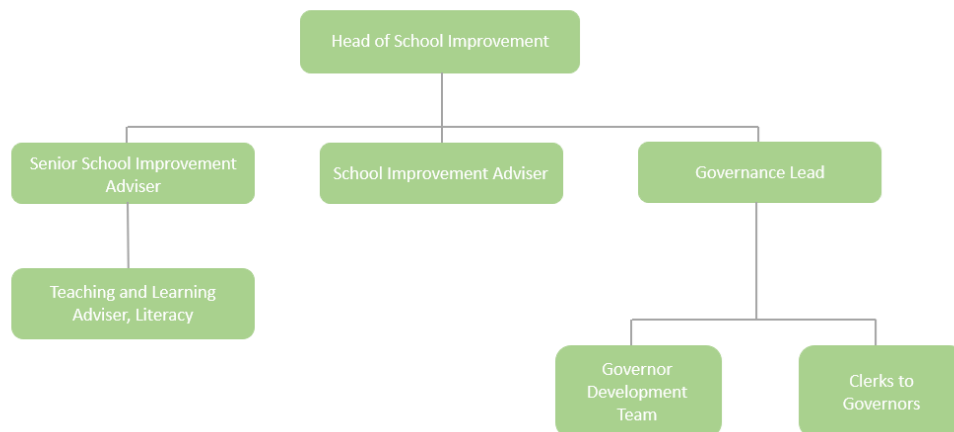 Head of School Improvement
Senior School Improvement
Adviser
School Improvement Adviser
Governance Lead
Teaching and Learning
Adviser, Literacy
Governor
Development
Team
Clerks to
Governors